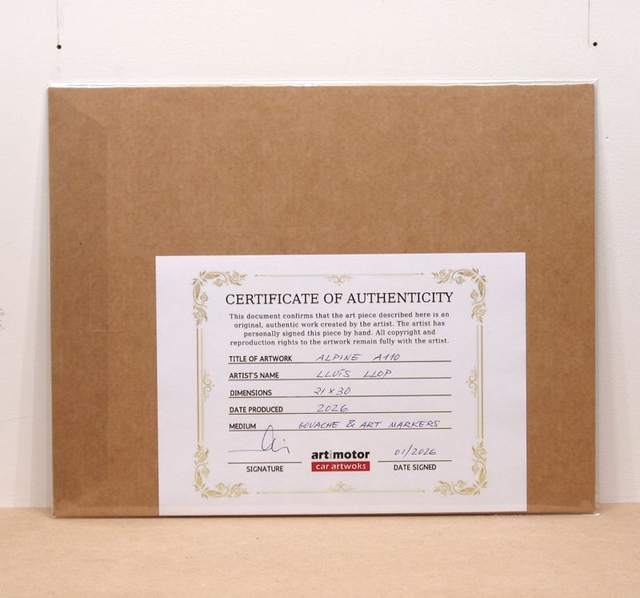 CERTIFICATE OF AUTHENTICITY
This document confirms that the art piece described here is an
original, authentic work created by the artist. The artist has
personally signed this piece by hand. All copyright and
reproduction rights to the artwork remain fully with the artist.
TITLE OF ARTWORK ALPINE A110
ARTIST'S NAME LLUÍS LLOP
DIMENSIONS 21 x 30
DATE PRODUCED 2026
MEDIUM GOUACHE & ART MARKERS
01/2026
artimotor
car artwoks
SIGNATURE
DATE SIGNED